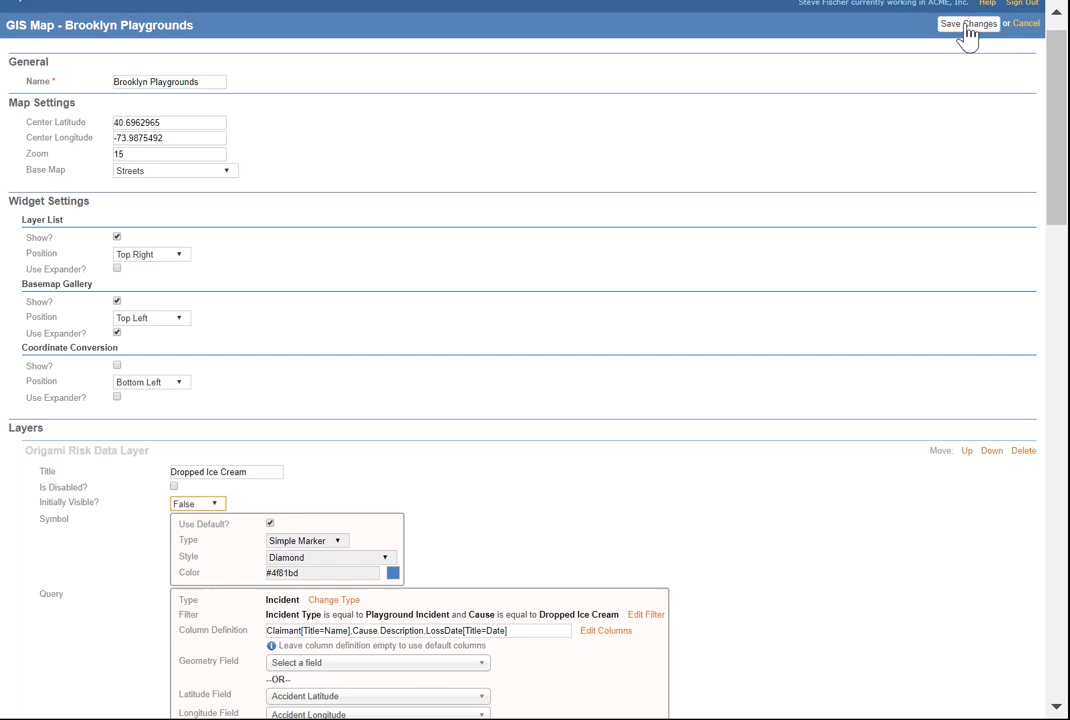 Steve Fischer currently working in ACME, Inc. Help Sign Out
GIS Map - Brooklyn Playgrounds
Save Changes or Cancel
General
Name * Brooklyn Playgrounds
Map Settings
Center Latitude 40.6962965
Center Longitude -73.9875492
Zoom 15
Base Map Streets
Widget Settings
Layer List
Show?
Position Top Right
Use Expander?
Basemap Gallery
Show?
Position Top Left
Use Expander?
Coordinate Conversion
Show?
Position Bottom Left
Use Expander?
Layers
Origami Risk Data Layer Move: Up Down Delete
Title Dropped Ice Cream
Is Disabled?
Initially Visible? False
Symbol
Use Default?
Type Simple Marker
Style Diamond
Color #4f81bd
Query
Type Incident Change Type
Filter Incident Type is equal to Playground Incident and Cause is equal to Dropped Ice Cream Edit Filter
Column Definition Claimant[Title=Name],Cause.Description,LossDate[Title=Date] Edit Columns
Leave column definition empty to use default columns
Geometry Field Select a field
--OR--
Latitude Field Accident Latitude
Longitude Field Accident Longitude